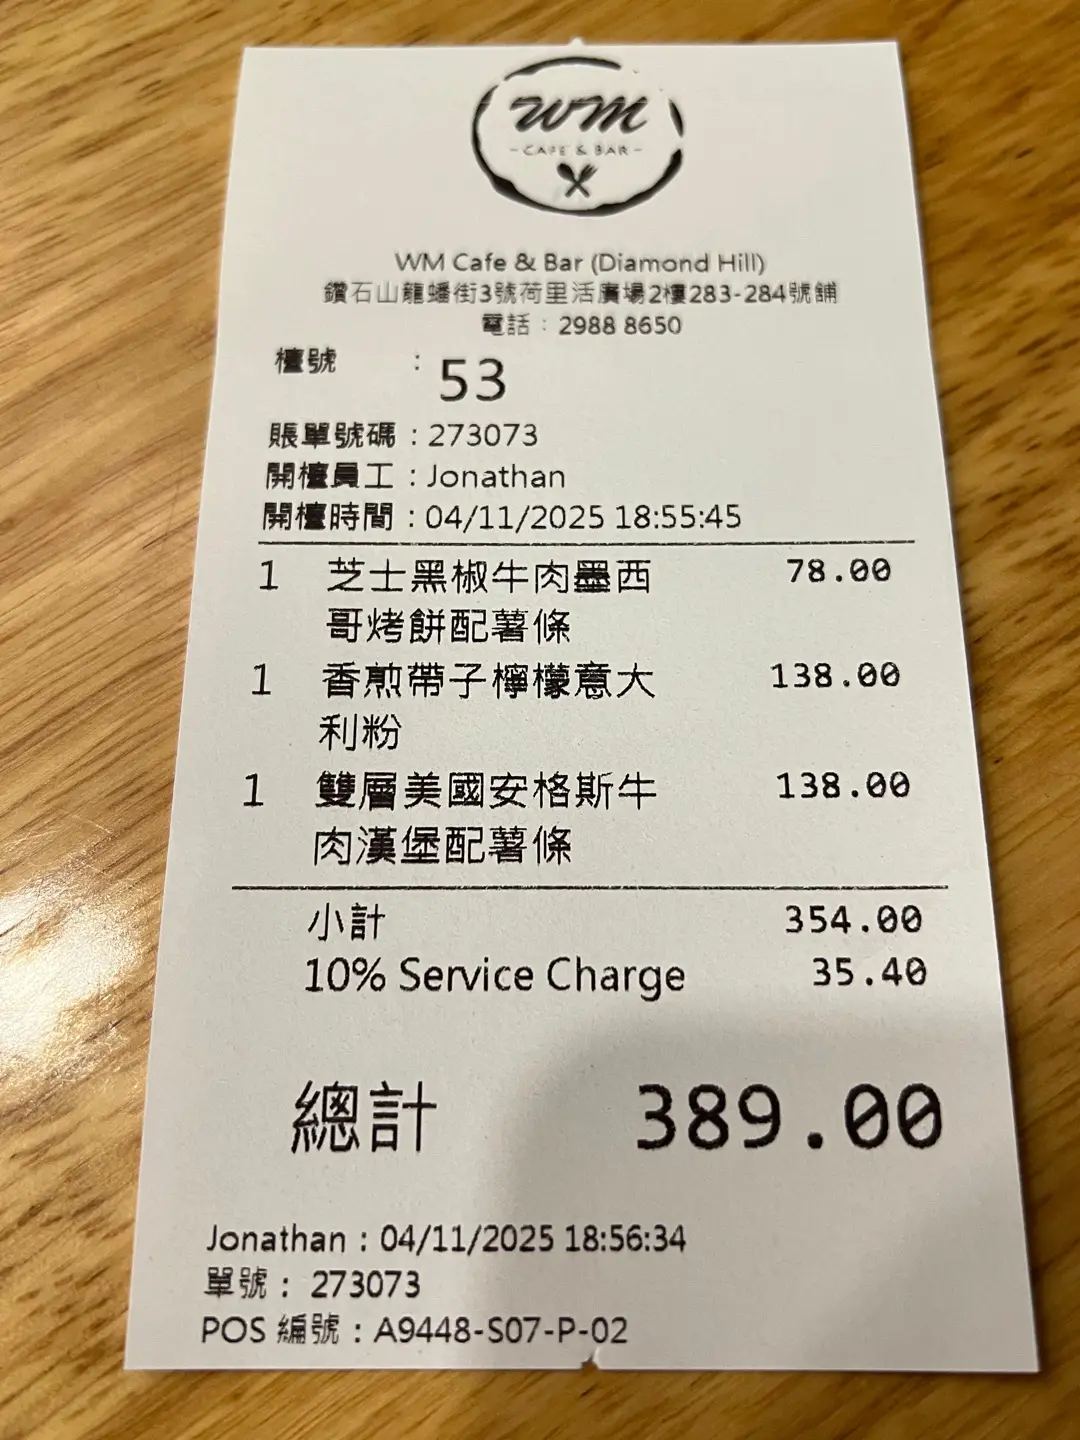 WM
- CAFE & BAR -
WM Cafe & Bar (Diamond Hill)
鑽石山龍蟠街3號荷里活廣場2樓283-284號舖
電話：2988 8650
檯號 : 53
賬單號碼 : 273073
開檯員工 : Jonathan
開檯時間 : 04/11/2025 18:55:45
1 芝士黑椒牛肉墨西 78.00
哥烤餅配薯條
1 香煎帶子檸檬意大 138.00
利粉
1 雙層美國安格斯牛 138.00
肉漢堡配薯條
小計 354.00
10% Service Charge 35.40
總計 389.00
Jonathan : 04/11/2025 18:56:34
單號 : 273073
POS 編號 : A9448-S07-P-02